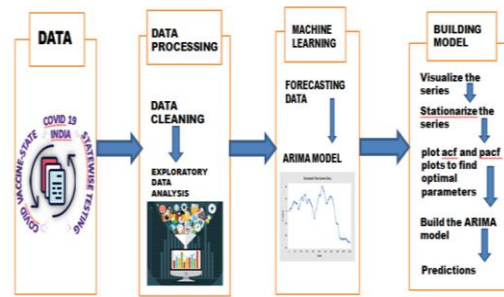 DATA
COVID 19
INDIA
COVID VACCINE-STATE
STATEWISE TESTING
DATA
PROCESSING
DATA
CLEANING
EXPLORATORY
DATA
ANALYSIS
MACHINE
LEARNING
FORECASTING
DATA
ARIMA MODEL
BUILDING
MODEL
Visualize the
series
Stationarize the
series
plot acf and pacf
plots to find
optimal
parameters
Build the ARIMA
model
Predictions